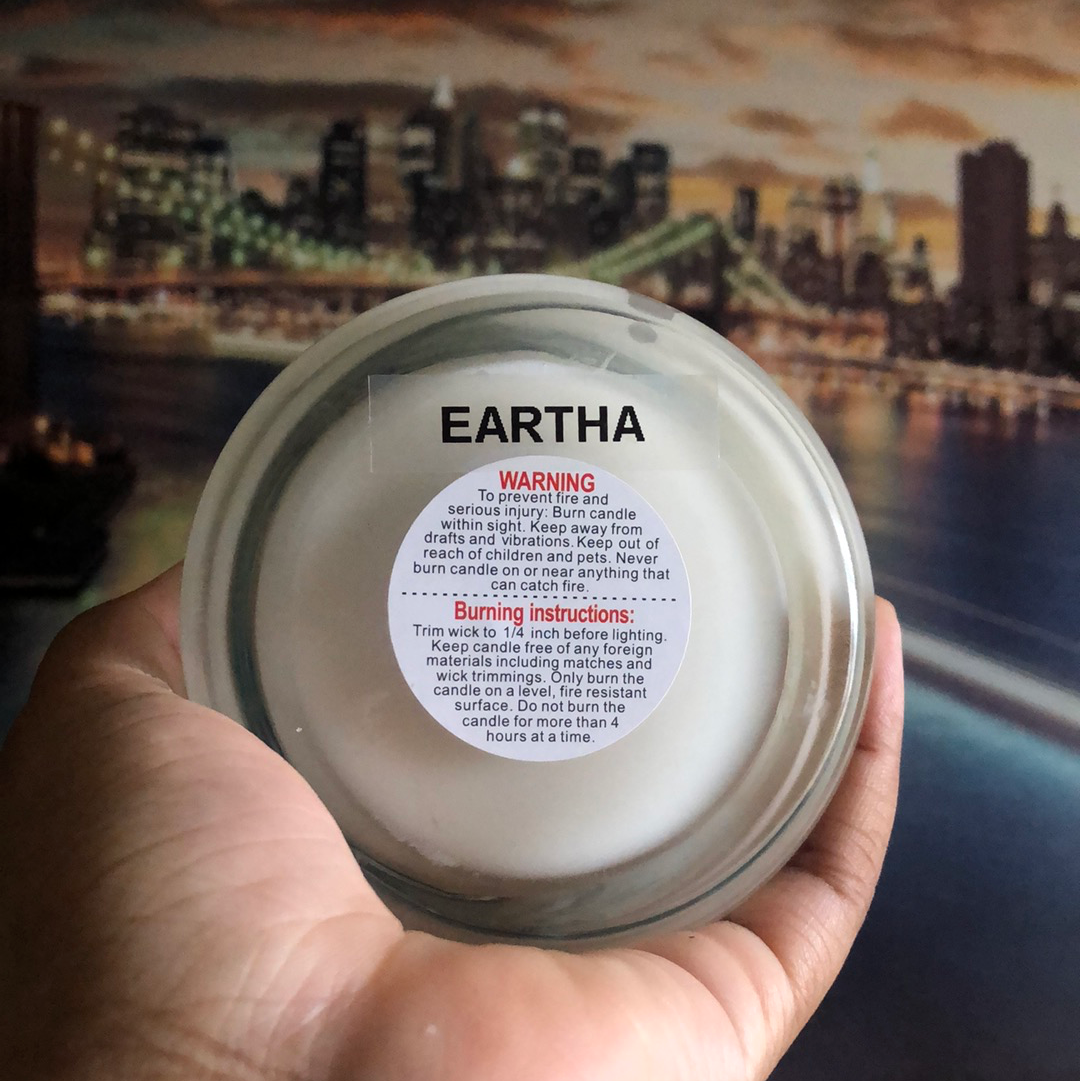 EARTHA
WARNING
To prevent fire and
serious injury: Burn candle
within sight. Keep away from
drafts and vibrations. Keep out of
reach of children and pets. Never
burn candle on or near anything that
can catch fire.
Burning instructions:
Trim wick to 1/4 inch before lighting.
Keep candle free of any foreign
materials including matches and
wick trimmings. Only burn the
candle on a level, fire resistant
surface. Do not burn the
candle for more than 4
hours at a time.